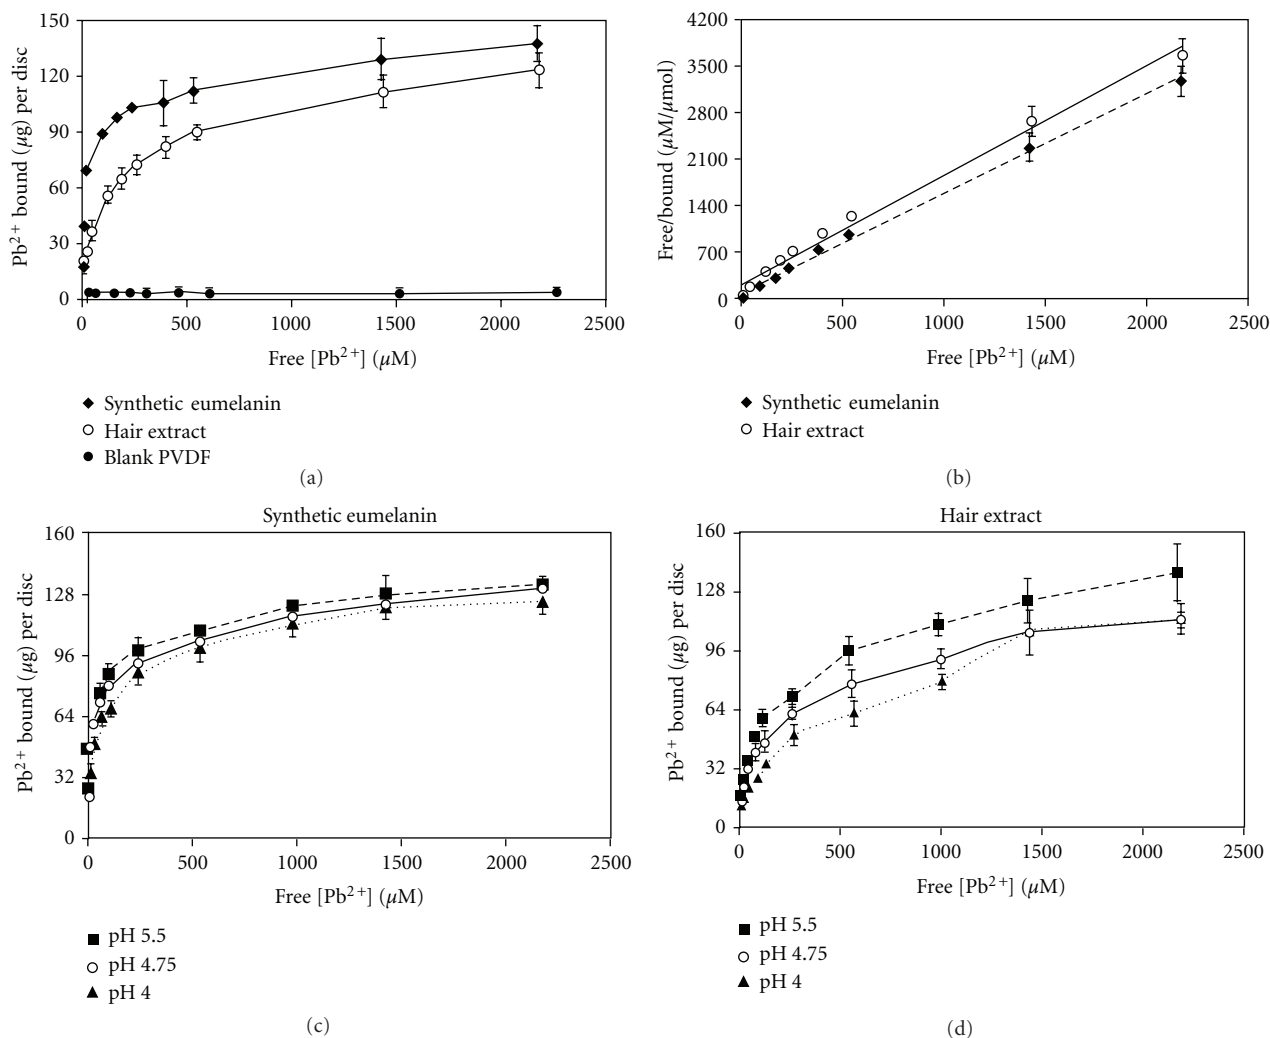 150
120
90
60
30
0
Pb2+ bound (μg) per disc
0 500 1000 1500 2000 2500
Free [Pb2+] (μM)
Synthetic eumelanin
Hair extract
Blank PVDF
(a)
4200
3500
2800
2100
1400
700
0
Free/bound (μM/μmol)
0 500 1000 1500 2000 2500
Free [Pb2+] (μM)
Synthetic eumelanin
Hair extract
(b)
Synthetic eumelanin
160
128
96
64
32
0
Pb2+ bound (μg) per disc
0 500 1000 1500 2000 2500
Free [Pb2+] (μM)
pH 5.5
pH 4.75
pH 4
(c)
Hair extract
160
128
96
64
32
0
Pb2+ bound (μg) per disc
0 500 1000 1500 2000 2500
Free [Pb2+] (μM)
pH 5.5
pH 4.75
pH 4
(d)